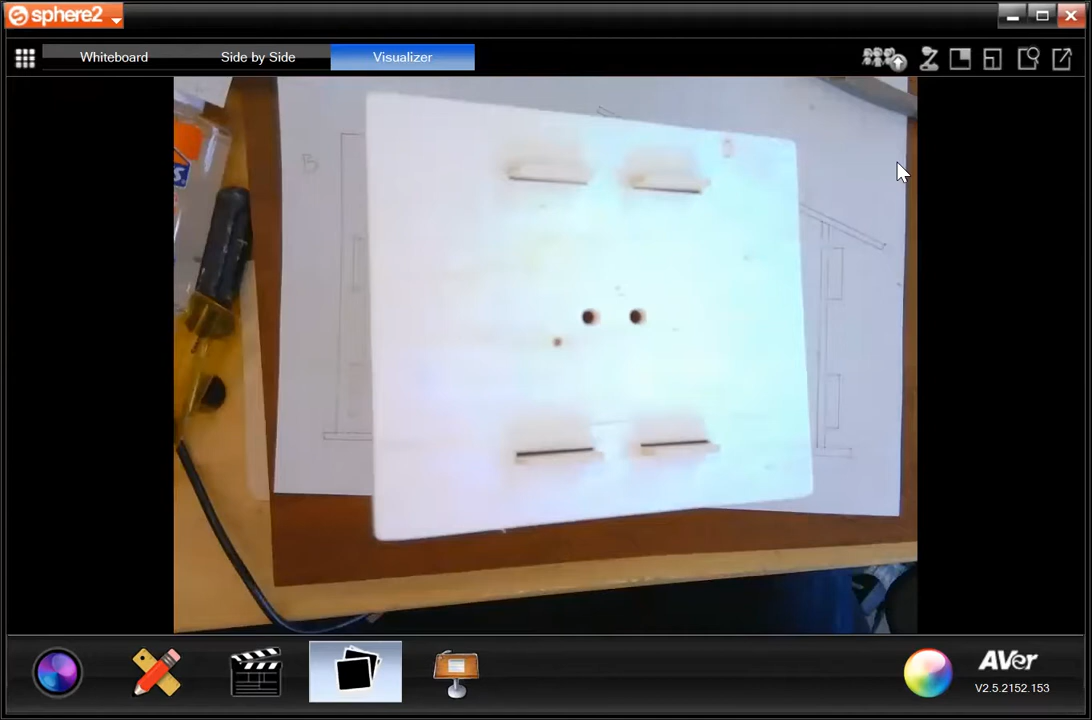 sphere2
Whiteboard
Side by Side
Visualizer
B
AVer
V2.5.2152.153